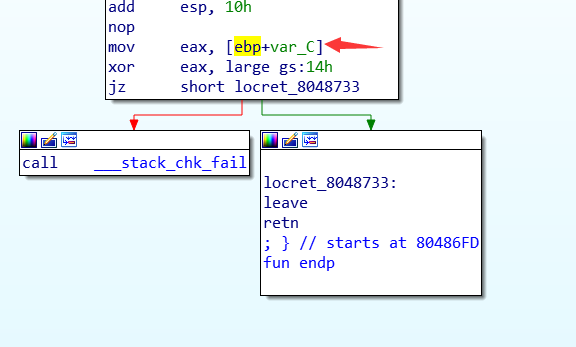 add     esp, 10h
nop
mov     eax, [ebp+var_C]
xor     eax, large gs:14h
jz      short locret_8048733
call    ___stack_chk_fail
locret_8048733:
leave
retn
; } // starts at 80486FD
fun endp